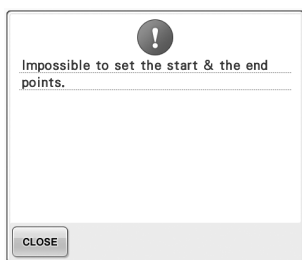 Impossible to set the start & the end
points.
CLOSE